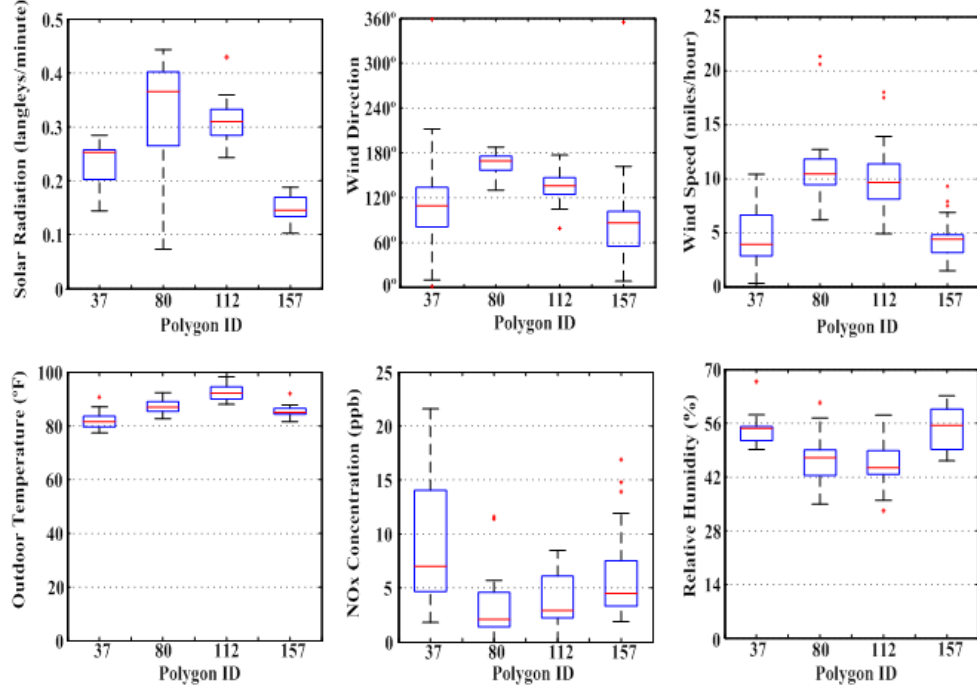 Solar Radiation (langleys/minute)
0.5
0.4
0.3
0.2
0.1
0
37 80 112 157
Polygon ID
Wind Direction
360°
300°
240°
180°
120°
60°
0°
37 80 112 157
Polygon ID
Wind Speed (miles/hour)
25
20
15
10
5
0
37 80 112 157
Polygon ID
Outdoor Temperature (°F)
100
80
60
40
20
0
37 80 112 157
Polygon ID
NOx Concentration (ppb)
25
20
15
10
5
0
37 80 112 157
Polygon ID
Relative Humidity (%)
70
56
42
28
14
0
37 80 112 157
Polygon ID